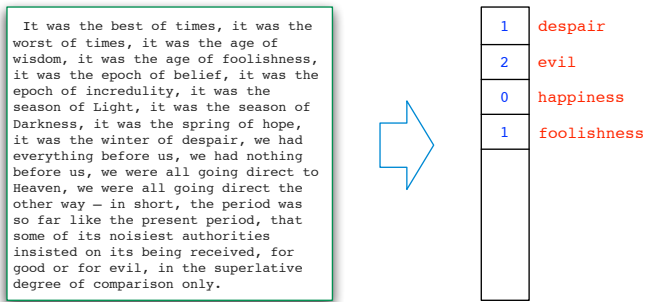 It was the best of times, it was the
worst of times, it was the age of
wisdom, it was the age of foolishness,
it was the epoch of belief, it was the
epoch of incredulity, it was the
season of Light, it was the season of
Darkness, it was the spring of hope,
it was the winter of despair, we had
everything before us, we had nothing
before us, we were all going direct to
Heaven, we were all going direct the
other way – in short, the period was
so far like the present period, that
some of its noisiest authorities
insisted on its being received, for
good or for evil, in the superlative
degree of comparison only.
1 despair
2 evil
0 happiness
1 foolishness